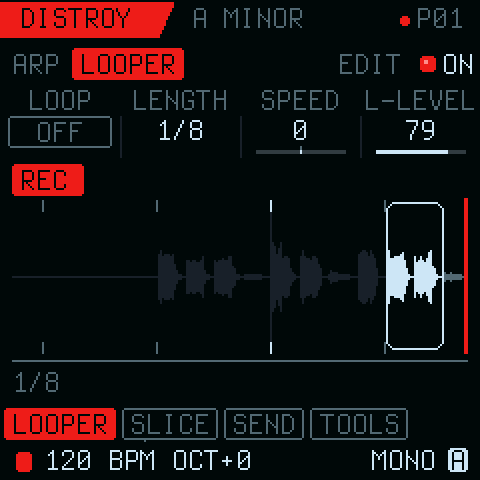 DISTROY A MINOR P01
ARP LOOPER EDIT ON
LOOP LENGTH SPEED L-LEVEL
OFF 1/8 0 79
REC
1/8
LOOPER SLICE SEND TOOLS
120 BPM OCT+0 MONO A